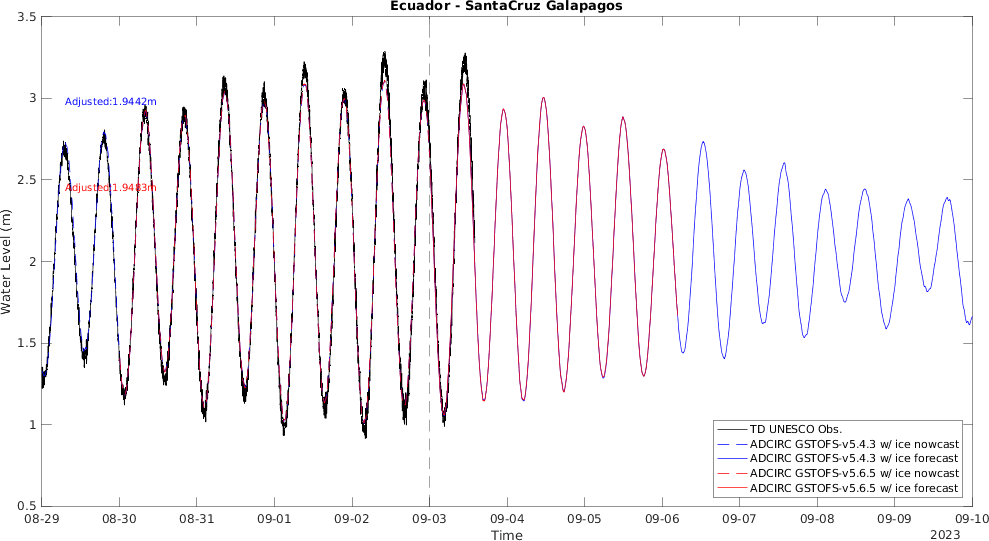 Ecuador - SantaCruz Galapagos
3.5
3
2.5
2
1.5
1
0.5
Water Level (m)
Adjusted:1.9442m
Adjusted:1.9483m
TD UNESCO Obs.
ADCIRC GSTOFS-v5.4.3 w/ ice nowcast
ADCIRC GSTOFS-v5.4.3 w/ ice forecast
ADCIRC GSTOFS-v5.6.5 w/ ice nowcast
ADCIRC GSTOFS-v5.6.5 w/ ice forecast
08-29 08-30 08-31 09-01 09-02 09-03 09-04 09-05 09-06 09-07 09-08 09-09 09-10
Time
2023